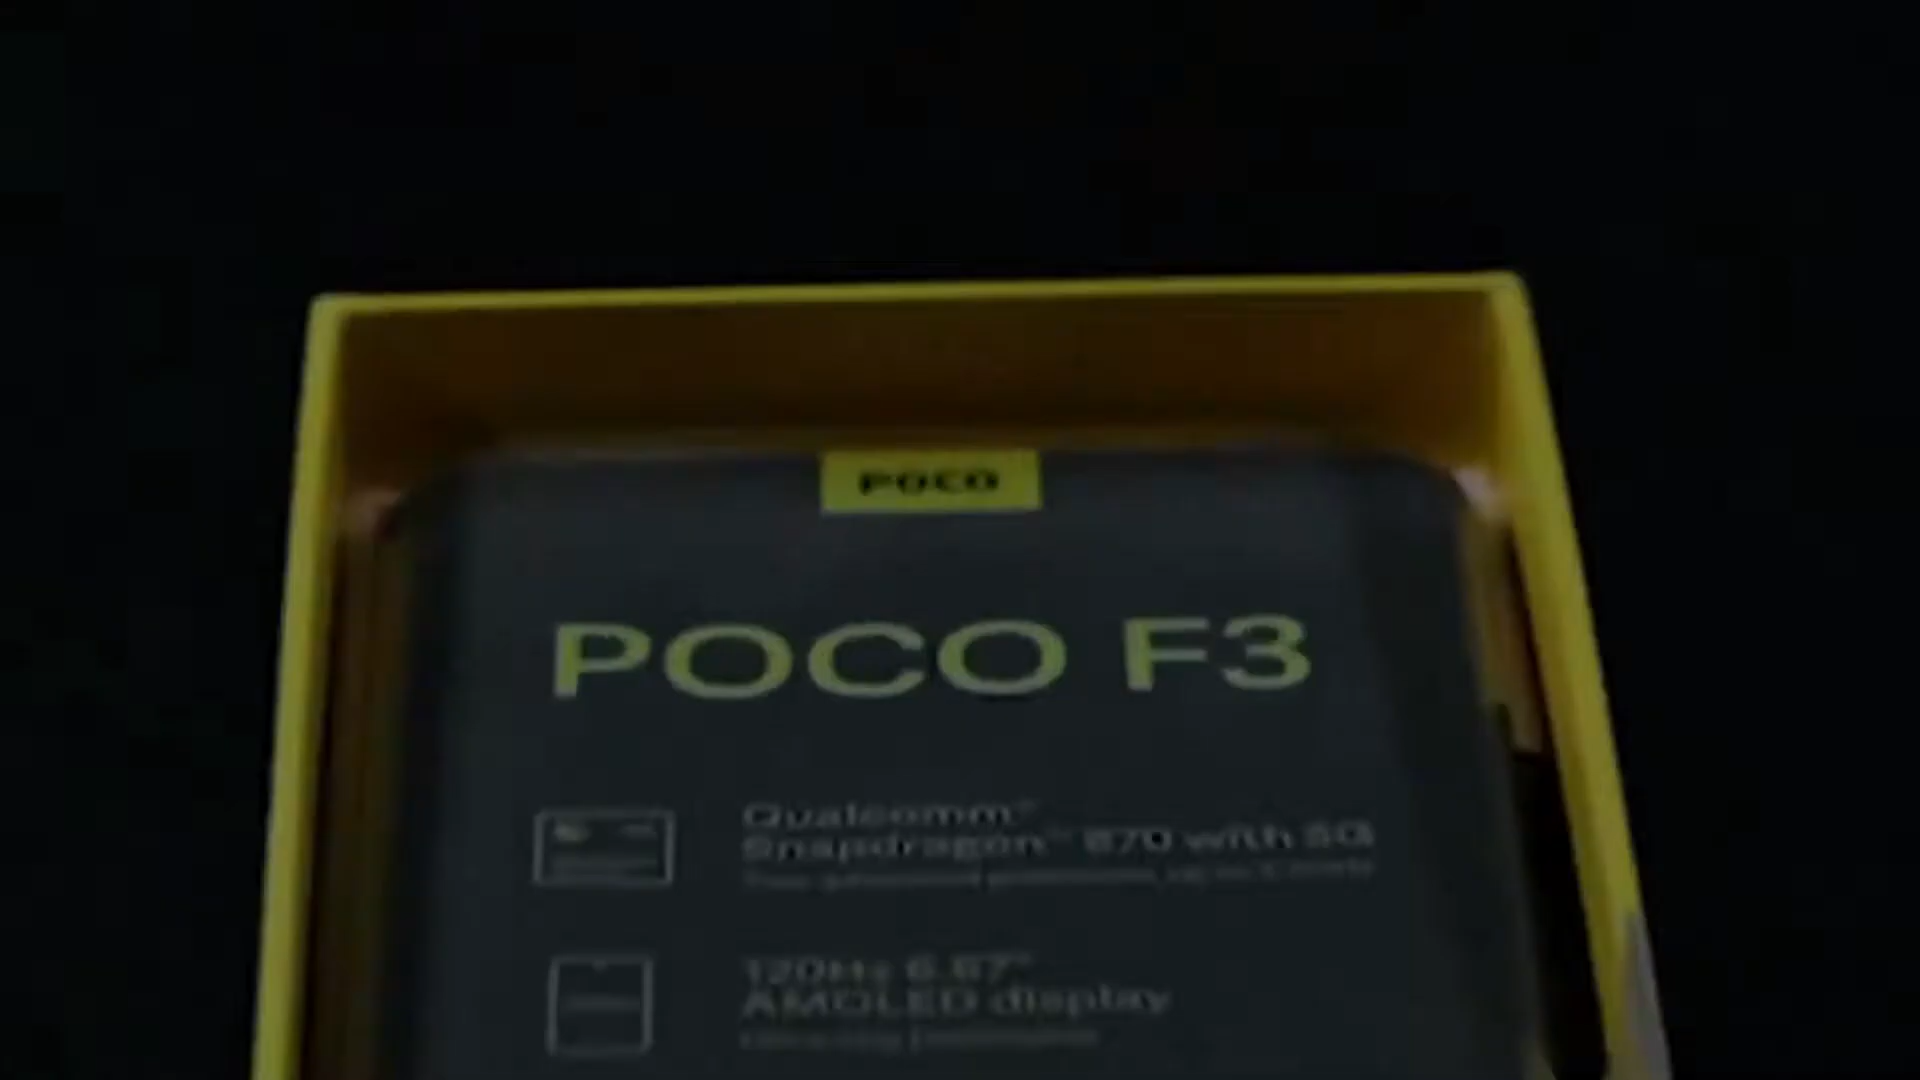 POCO
POCO F3
Qualcomm®
Snapdragon™ 870 with 5G
120Hz 6.67"
AMOLED display